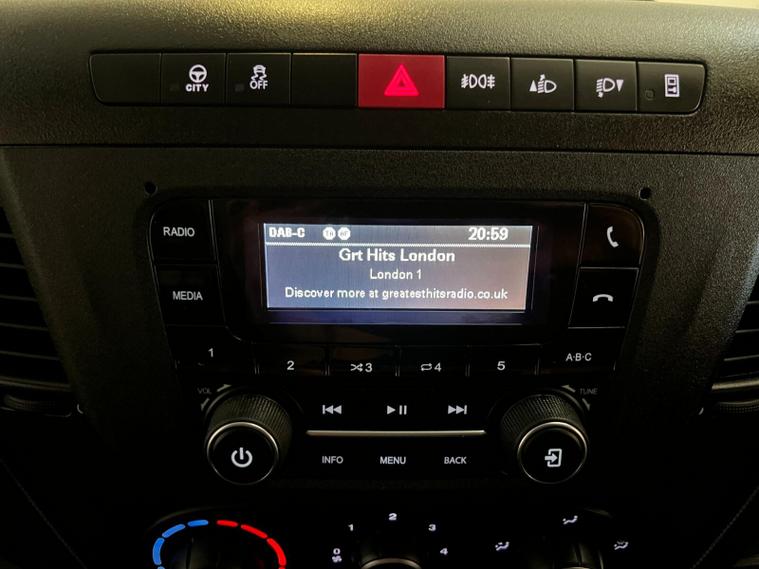 CITY
OFF
DAB-C
20:59
RADIO
Grt Hits London
London 1
MEDIA
Discover more at greatesthitsradio.co.uk
1
2
3
4
5
A·B·C
VOL
TUNE
INFO
MENU
BACK
1
2
3
0
4